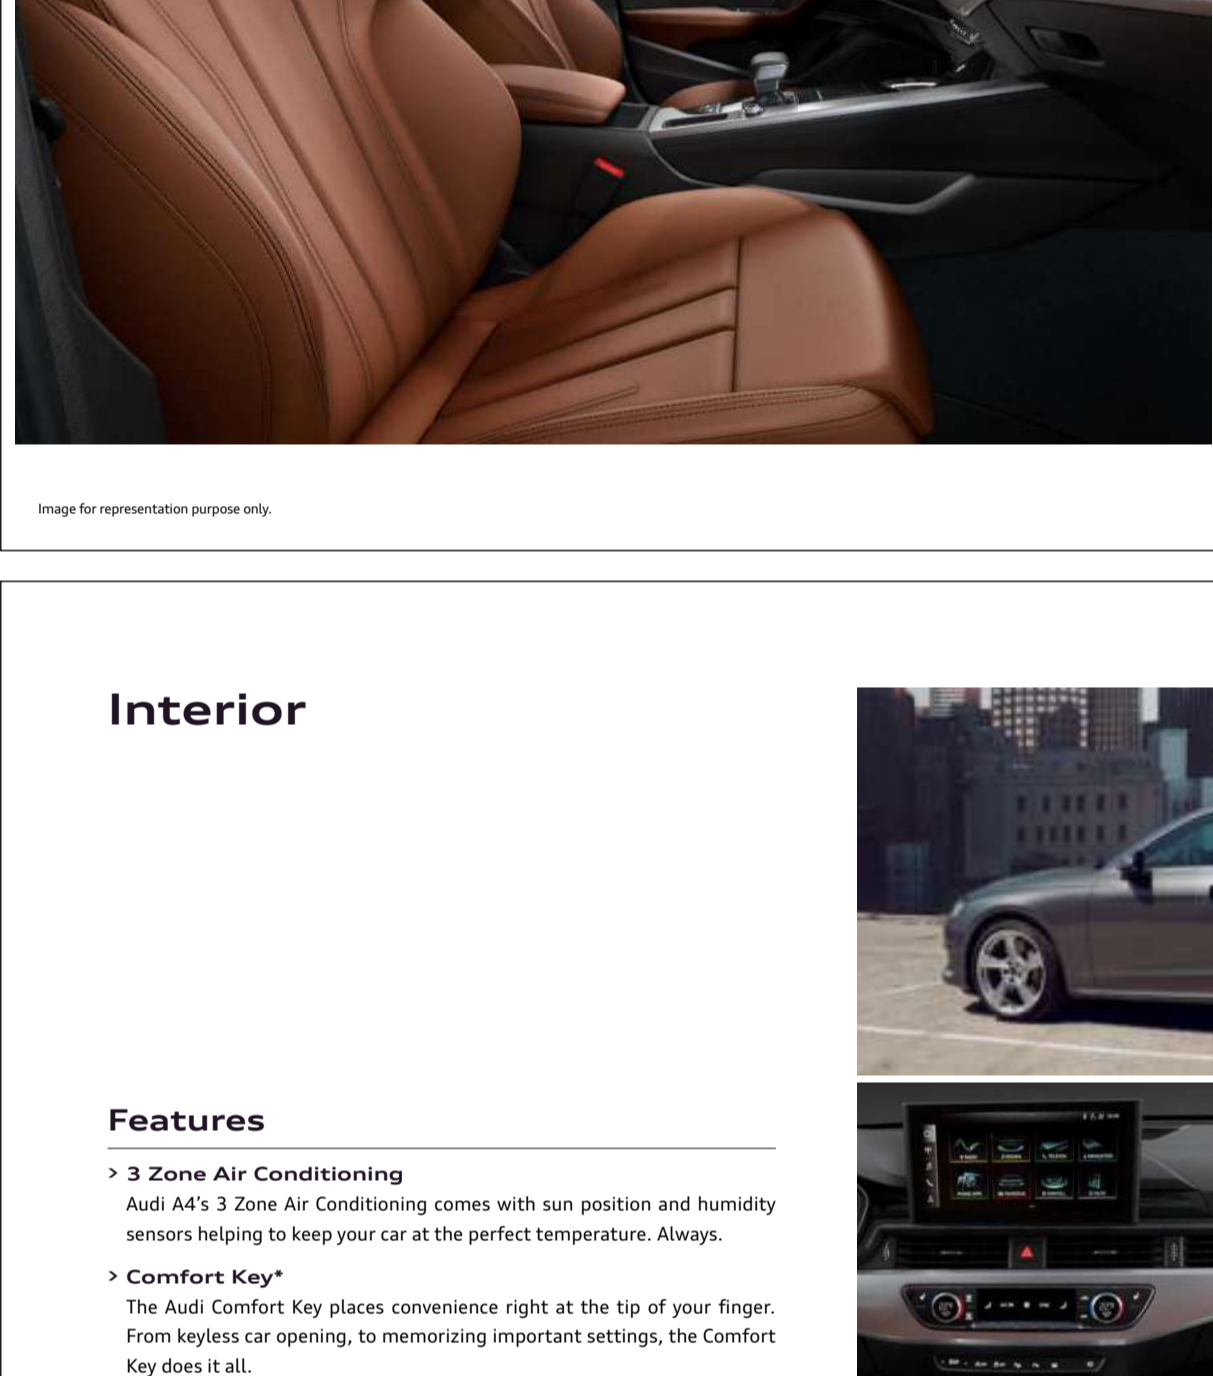 Image for representation purpose only.
Interior
Features
> 3 Zone Air Conditioning
Audi A4’s 3 Zone Air Conditioning comes with sun position and humidity
sensors helping to keep your car at the perfect temperature. Always.
> Comfort Key*
The Audi Comfort Key places convenience right at the tip of your finger.
From keyless car opening, to memorizing important settings, the Comfort
Key does it all.